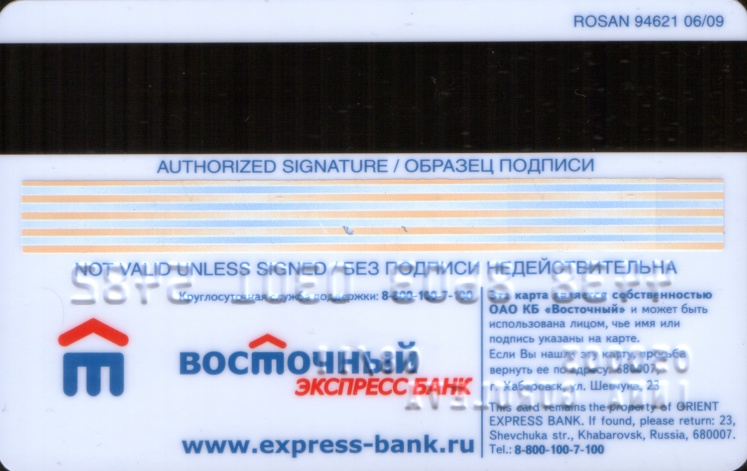 ROSAN 94621 06/09
AUTHORIZED SIGNATURE / ОБРАЗЕЦ ПОДПИСИ
NOT VALID UNLESS SIGNED / БЕЗ ПОДПИСИ НЕДЕЙСТВИТЕЛЬНА
Круглосуточная служба поддержки: 8-800-100-7-100
ВОСТОЧНЫЙ
ЭКСПРЕСС БАНК
www.express-bank.ru
Эта карта является собственностью
ОАО КБ «Восточный» и может быть
использована лицом, чье имя или
подпись указаны на карте.
Если Вы нашли эту карту, просьба
вернуть ее по адресу: 680007,
г. Хабаровск, ул. Шевчука, 23
This card remains the property of ORIENT
EXPRESS BANK. If found, please return: 23,
Shevchuka str., Khabarovsk, Russia, 680007.
Tel.: 8-800-100-7-100